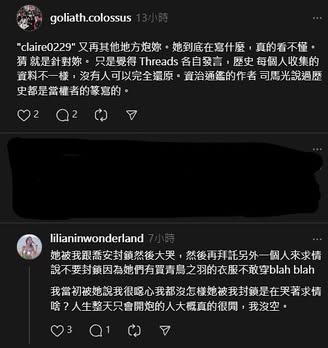 goliath.colossus 13小時
"claire0229" 又再其他地方炮妳。她到底在寫什麼，真的看不懂。
猜 就是針對妳。 只是覺得 Threads 各自發言，歷史 每個人收集的
資料不一樣，沒有人可以完全還原。資治通鑑的作者 司馬光說過歷
史都是當權者的篆寫的。
2 2
lilianinwonderland 7小時
她被我跟喬安封鎖然後大哭，然後再拜託另外一個人來求情
說不要封鎖因為她們有買青鳥之羽的衣服不敢穿blah blah
我當初被她說我很噁心我都沒怎樣她被我封鎖是在哭著求情
啥？人生整天只會開炮的人大概真的很閒，我沒空。
3 1